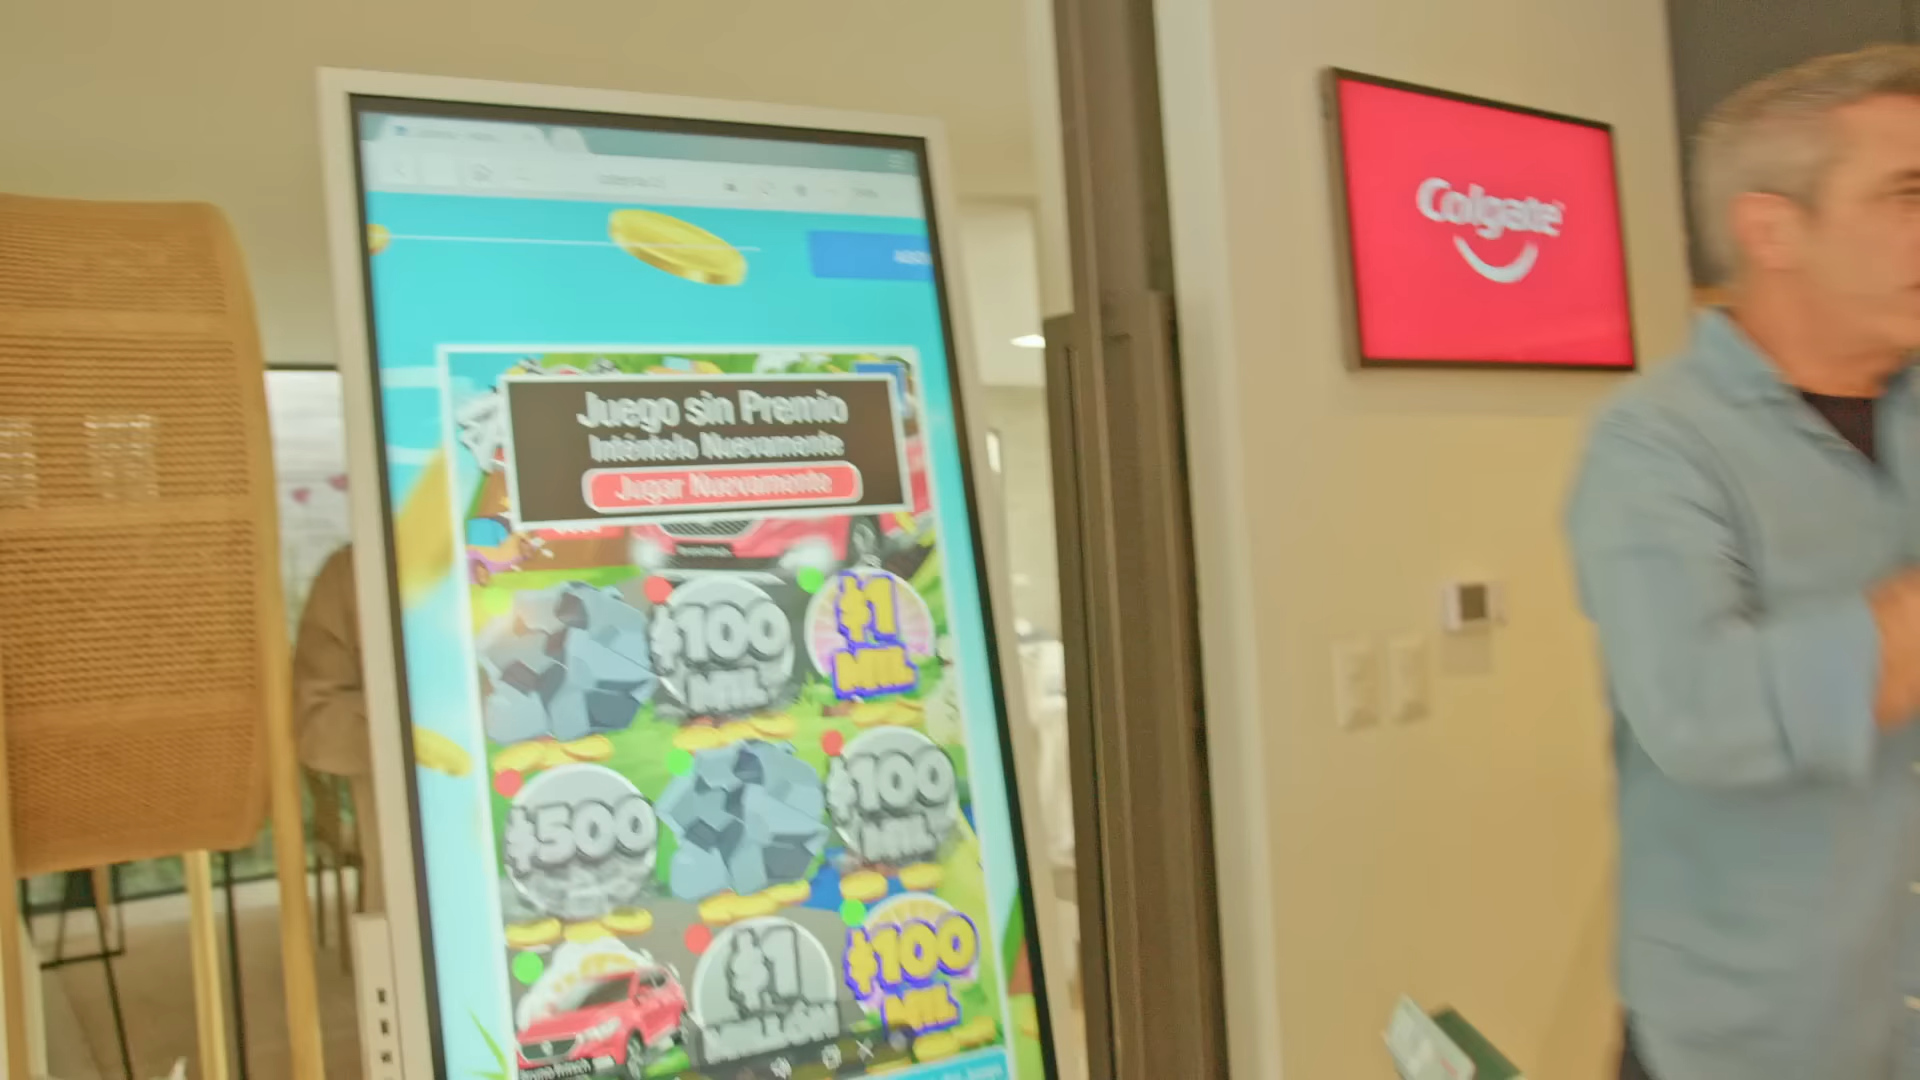 Colgate
Juego sin Premio
Inténtelo Nuevamente
Jugar Nuevamente
$100
MIL
$1
MIL
$500
$100
MIL
$1
MILLÓN
$100
MIL